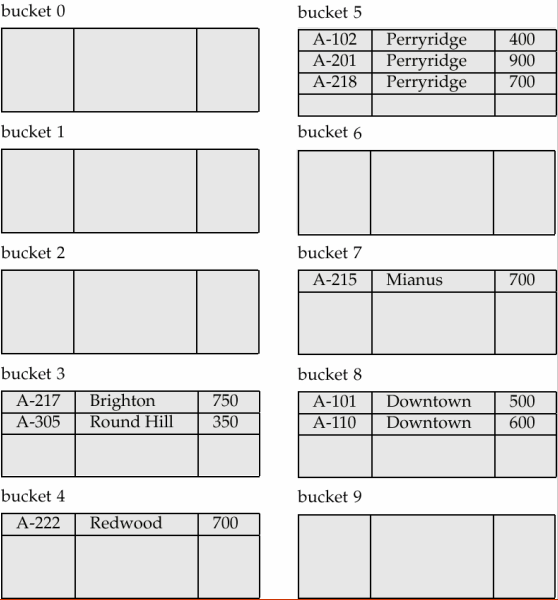 bucket 0
bucket 1
bucket 2
bucket 3
A-217 Brighton 750
A-305 Round Hill 350
bucket 4
A-222 Redwood 700
bucket 5
A-102 Perryridge 400
A-201 Perryridge 900
A-218 Perryridge 700
bucket 6
bucket 7
A-215 Mianus 700
bucket 8
A-101 Downtown 500
A-110 Downtown 600
bucket 9